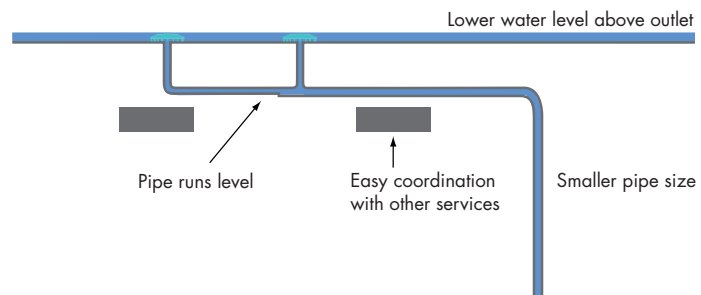 Lower water level above outlet
Pipe runs level
Easy coordination
with other services
Smaller pipe size